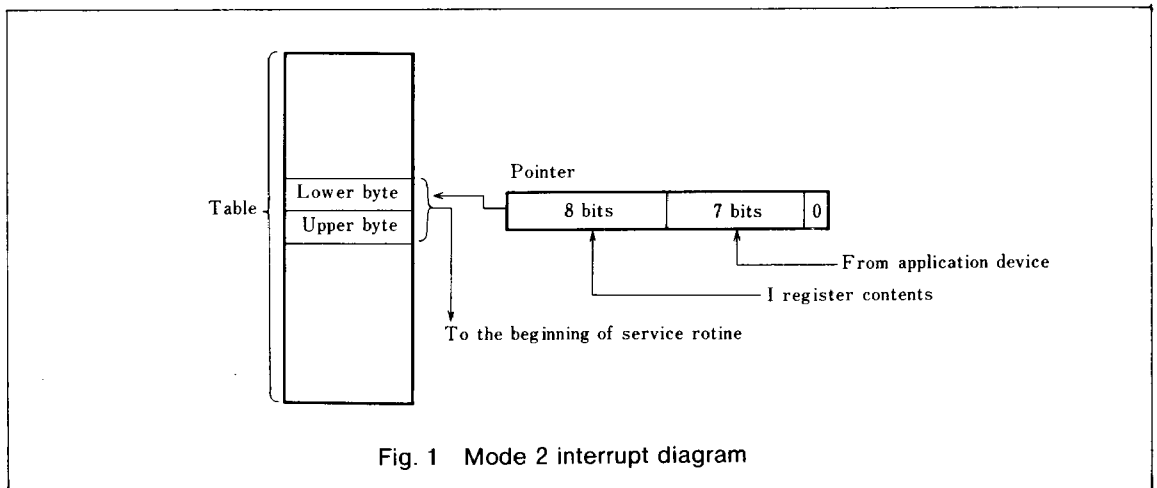 Pointer
Lower byte
8 bits
7 bits
0
Table
Upper byte
From application device
I register contents
To the beginning of service rotine
Fig. 1 Mode 2 interrupt diagram